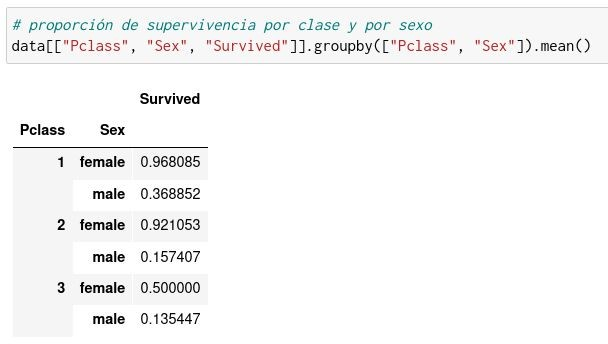 # proporción de supervivencia por clase y por sexo
data[["Pclass", "Sex", "Survived"]].groupby(["Pclass", "Sex"]).mean()
Survived
Pclass Sex
1 female 0.968085
male 0.368852
2 female 0.921053
male 0.157407
3 female 0.500000
male 0.135447